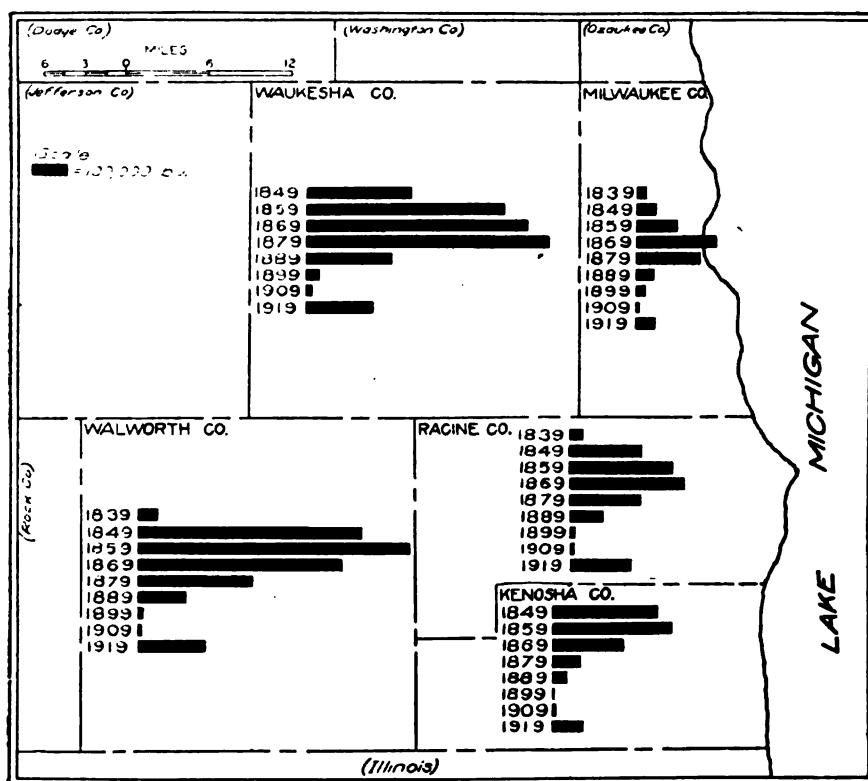 (Dodge Co)
(Washington Co)
(Ozaukee Co)
MILES
6 3 0 6 12
(Jefferson Co)
WAUKESHA CO.
MILWAUKEE CO.
Scale
1849
1859
1869
1879
1889
1899
1909
1919
1839
1849
1859
1869
1879
1889
1899
1909
1919
LAKE MICHIGAN
(Rock Co)
WALWORTH CO.
1839
1849
1859
1869
1879
1889
1899
1909
1919
RACINE CO.
1839
1849
1859
1869
1879
1889
1899
1909
1919
KENOSHA CO.
1849
1859
1869
1879
1889
1899
1909
1919
(Illinois)